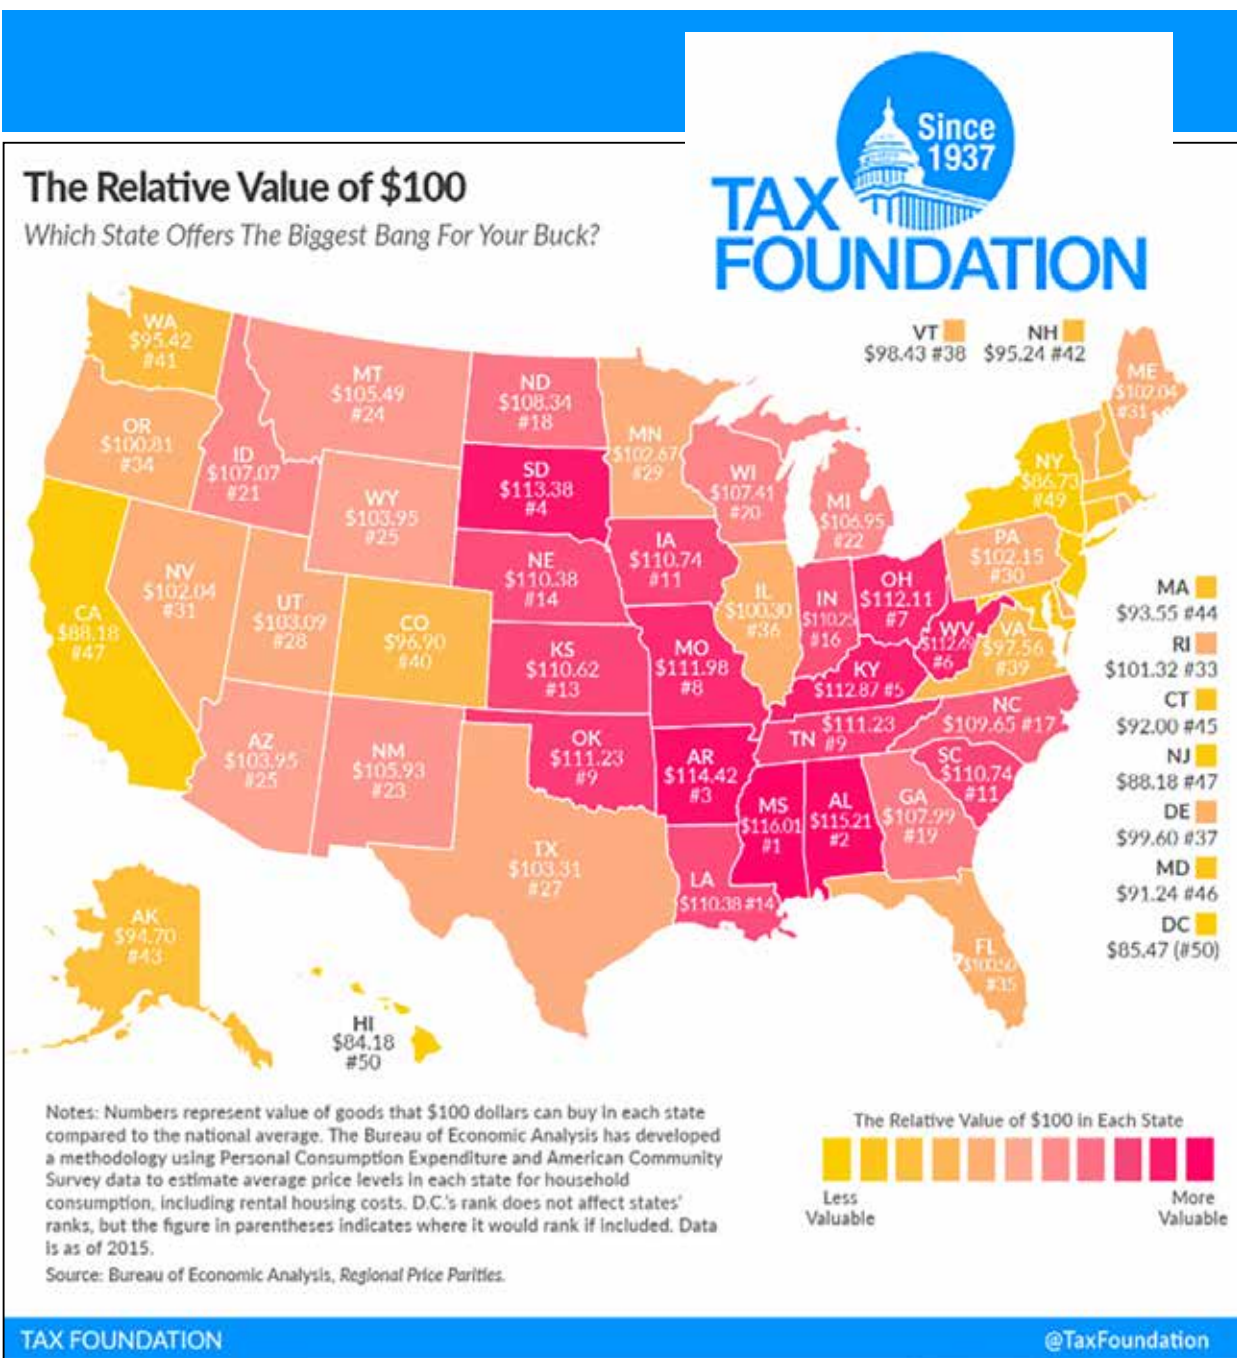 Since
1937
TAX
FOUNDATION
The Relative Value of $100
Which State Offers The Biggest Bang For Your Buck?
VT
$98.43 #38
NH
$95.24 #42
WA
$95.42
#41
MT
$105.49
#24
ND
$108.34
#18
ME
$102.04
#31
OR
$100.81
#34
ID
$107.07
#21
MN
$102.67
#29
SD
$113.38
#4
WI
$107.41
#20
NY
$86.73
#49
WY
$103.95
#25
MI
$106.95
#22
PA
$102.15
#30
IA
$110.74
#11
NE
$110.38
#14
NV
$102.04
#31
UT
$103.09
#28
CA
$88.18
#47
CO
$96.90
#40
IL
$100.30
#36
IN
#16
OH
$112.11
#7
WV
#6
VA
$97.56
#39
KS
$110.62
#13
MO
$111.98
#8
KY
$112.87 #5
NC
$109.65 #17
TN
$111.23
#9
AZ
$103.95
#25
NM
$105.93
#23
OK
$111.23
#9
AR
$114.42
#3
SC
$110.74
#11
MS
$116.01
#1
AL
$115.21
#2
GA
$107.99
#19
TX
$103.31
#27
LA
$110.38 #14
FL
#35
AK
$94.70
#43
HI
$84.18
#50
MA
$93.55 #44
RI
$101.32 #33
CT
$92.00 #45
NJ
$88.18 #47
DE
$99.60 #37
MD
$91.24 #46
DC
$85.47 (#50)
Notes: Numbers represent value of goods that $100 dollars can buy in each state
compared to the national average. The Bureau of Economic Analysis has developed
a methodology using Personal Consumption Expenditure and American Community
Survey data to estimate average price levels in each state for household
consumption, including rental housing costs. D.C.'s rank does not affect states'
ranks, but the figure in parentheses indicates where it would rank if included. Data
is as of 2015.
Source: Bureau of Economic Analysis, Regional Price Parities.
The Relative Value of $100 in Each State
Less
Valuable
More
Valuable
TAX FOUNDATION
@TaxFoundation